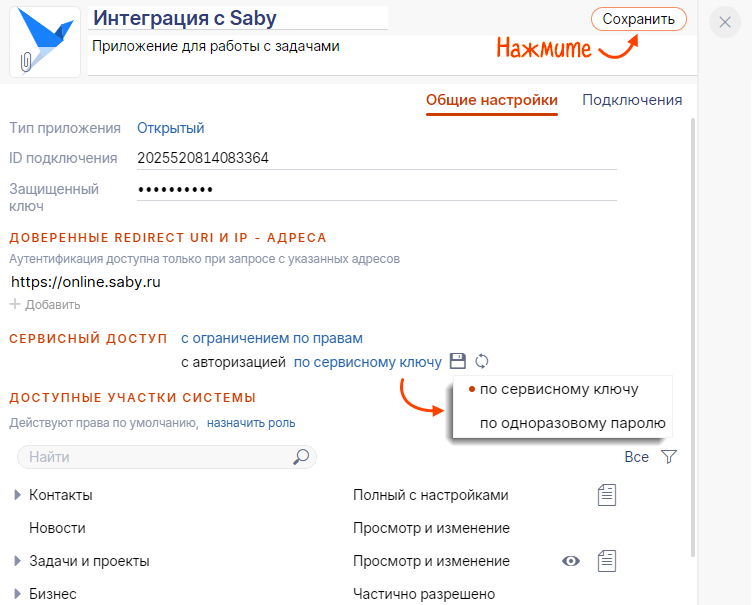 Интеграция с Saby
Сохранить
Приложение для работы с задачами
Нажмите
Общие настройки Подключения
Тип приложения Открытый
ID подключения 2025520814083364
Защищенный ключ ••••••••••
ДОВЕРЕННЫЕ REDIRECT URI И IP - АДРЕСА
Аутентификация доступна только при запросе с указанных адресов
https://online.saby.ru
+ Добавить
СЕРВИСНЫЙ ДОСТУП с ограничением по правам
с авторизацией по сервисному ключу
по сервисному ключу
по одноразовому паролю
ДОСТУПНЫЕ УЧАСТКИ СИСТЕМЫ
Действуют права по умолчанию, назначить роль
Найти Все
Контакты Полный с настройками
Новости Просмотр и изменение
Задачи и проекты Просмотр и изменение
Бизнес Частично разрешено